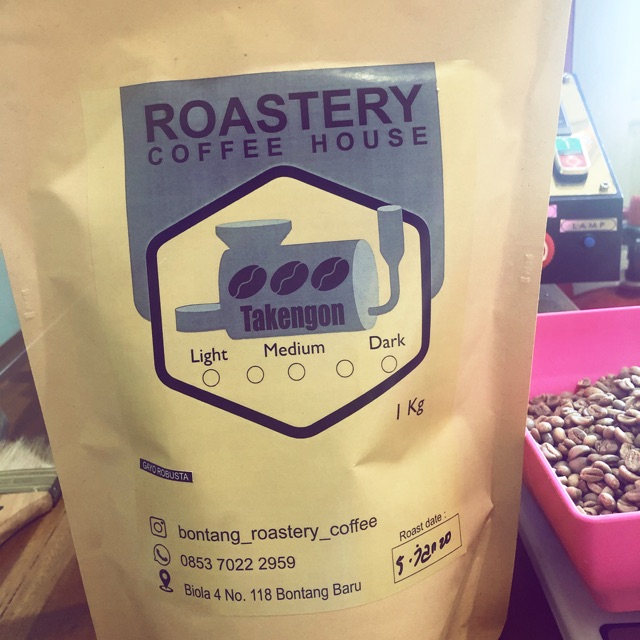 ROASTERY
COFFEE HOUSE
Takengon
Light Medium Dark
1 Kg
GAYO ROBUSTA
bontang_roastery_coffee
0853 7022 2959
Biola 4 No. 118 Bontang Baru
Roast date :
LAMP